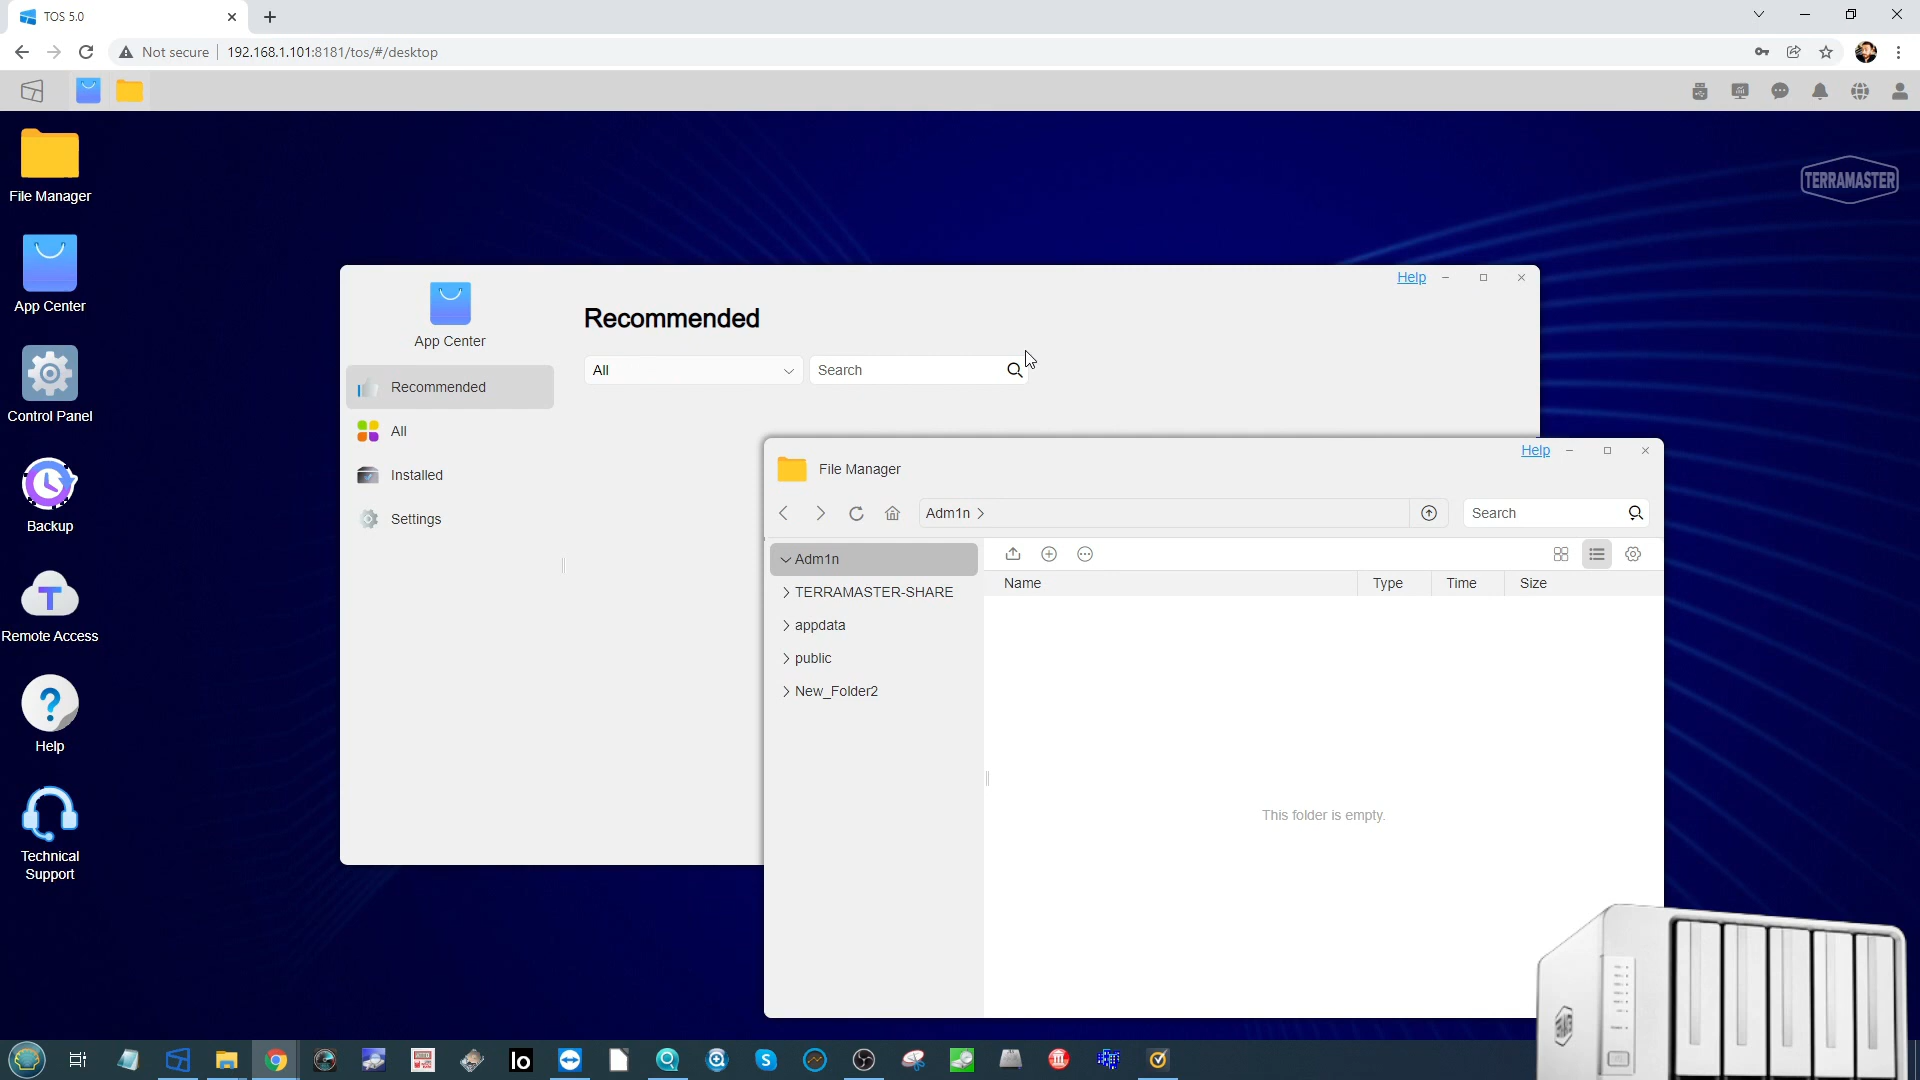 TOS 5.0
Not secure
192.168.1.101:8181/tos/#/desktop
File Manager
App Center
Control Panel
Backup
Remote Access
Help
Technical
Support
TERRAMASTER
Help
App Center
Recommended
All
Installed
Settings
Recommended
All
Search
Help
File Manager
Adm1n >
Search
Adm1n
TERRAMASTER-SHARE
appdata
public
New_Folder2
Name
Type
Time
Size
This folder is empty.